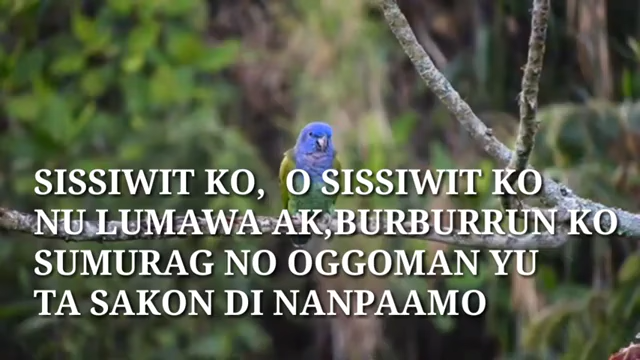 SISSIWIT KO,  O SISSIWIT KO
NU LUMAWA AK,BURBURRUN KO
SUMURAG NO OGGOMAN YU
TA SAKON DI NANPAAMO